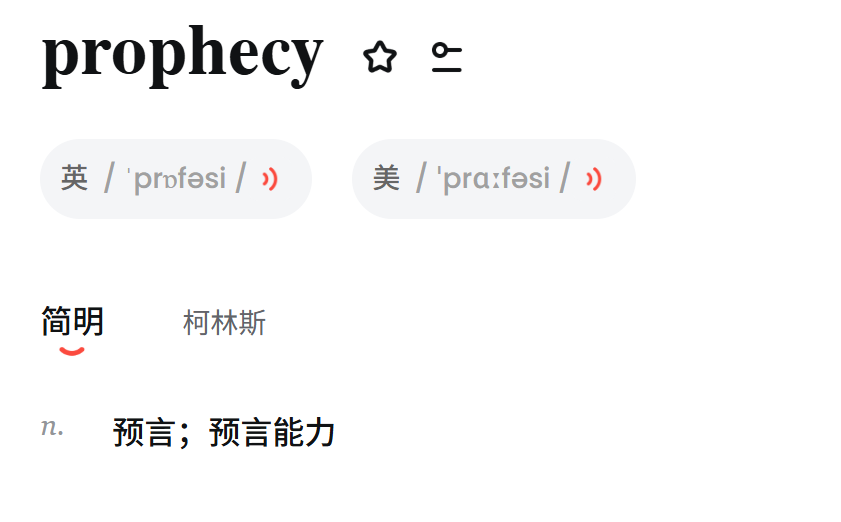 prophecy
英 / ˈprɒfəsi / 美 / ˈprɑːfəsi /
简明 柯林斯
n. 预言；预言能力